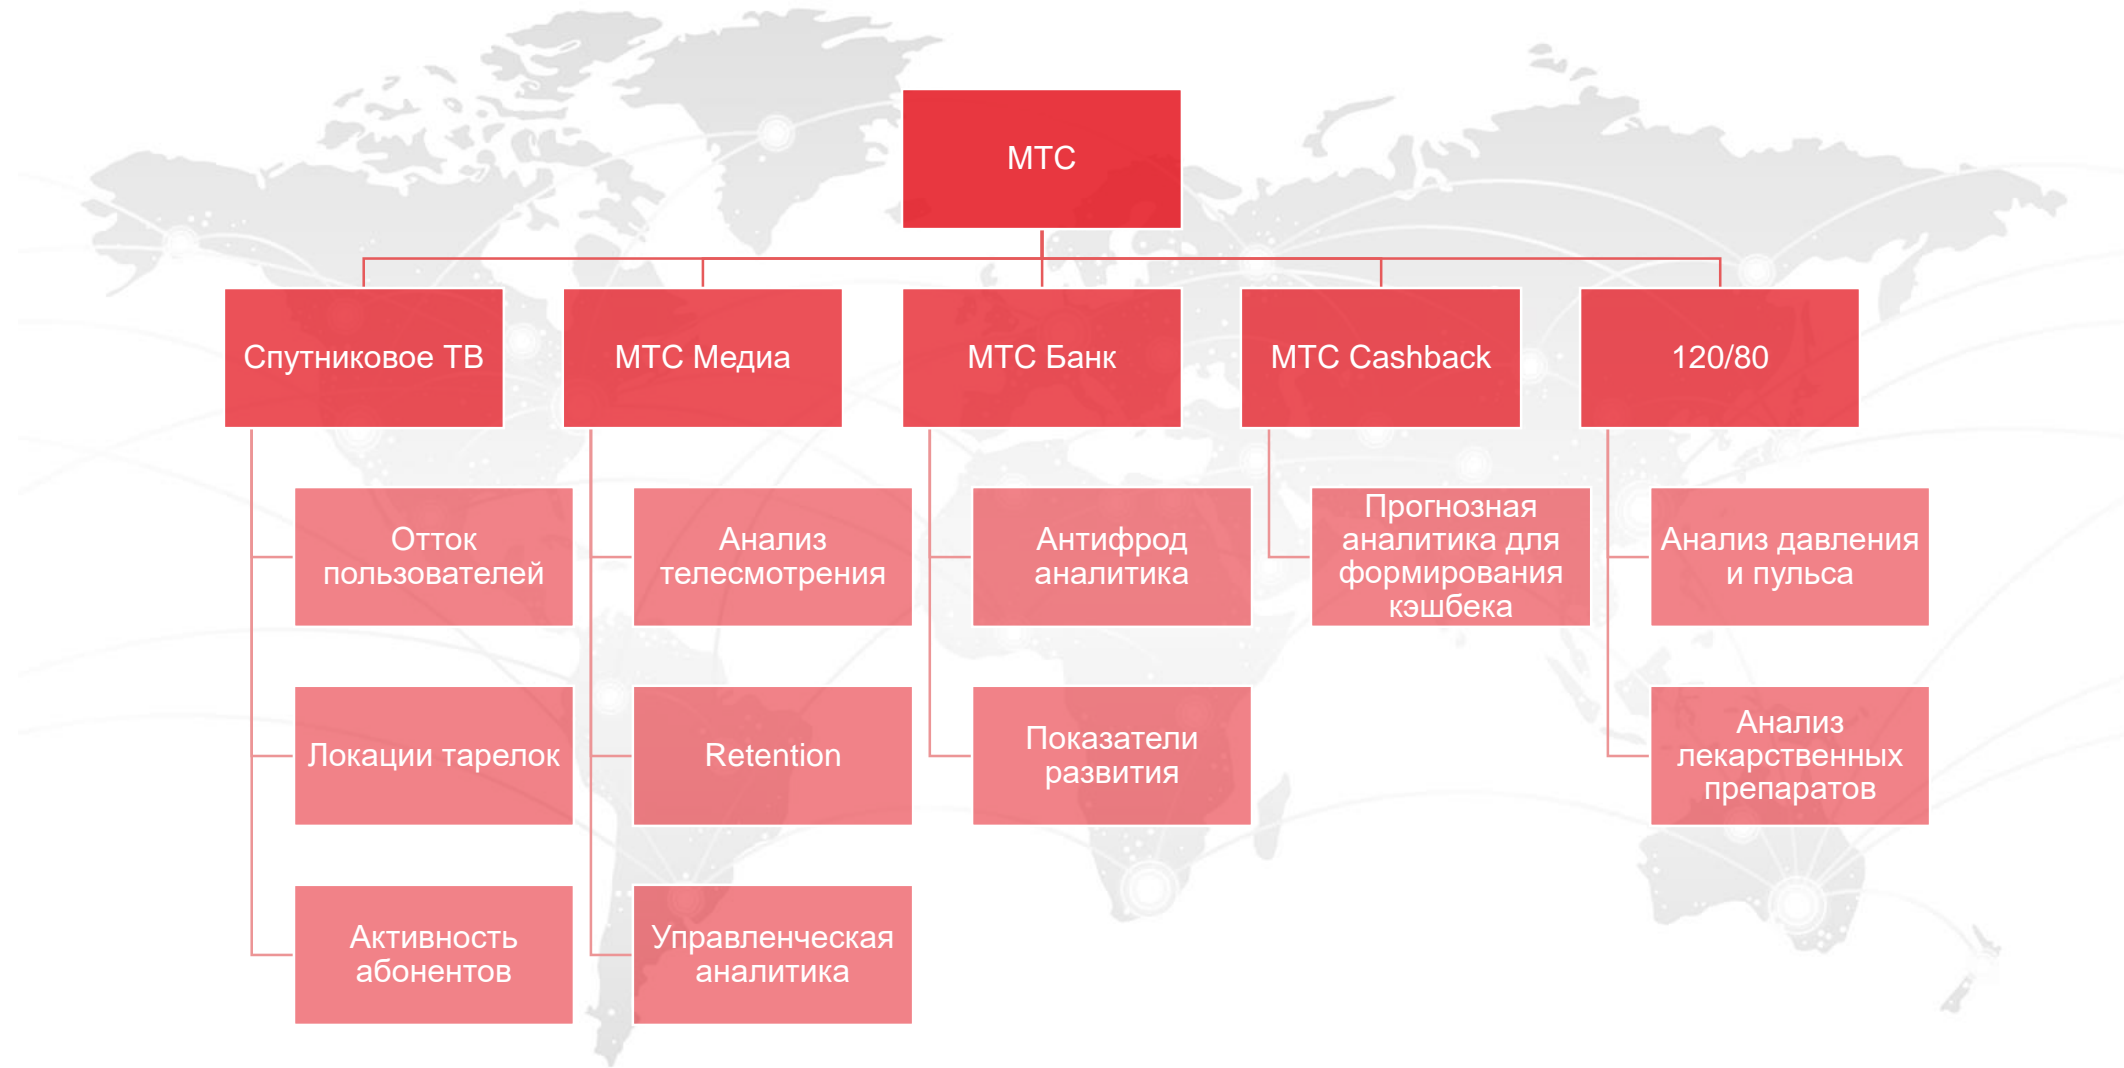 МТС
Спутниковое ТВ
МТС Медиа
МТС Банк
МТС Cashback
120/80
Отток
пользователей
Анализ
телесмотрения
Антифрод
аналитика
Прогнозная
аналитика для
формирования
кэшбека
Анализ давления
и пульса
Локации тарелок
Retention
Показатели
развития
Анализ
лекарственных
препаратов
Активность
абонентов
Управленческая
аналитика